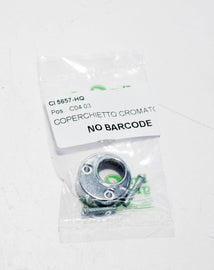 CI 5657-HQ
Pos. C04 03
COPERCHIETTO CROMATO
NO BARCODE